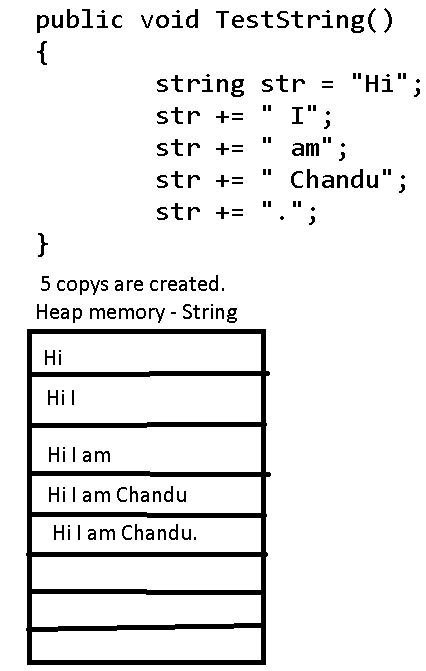 public void TestString()
{
string str = "Hi";
str += " I";
str += " am";
str += " Chandu";
str += ".";
}
5 copys are created.
Heap memory - String
Hi
Hi I
Hi I am
Hi I am Chandu
Hi I am Chandu.